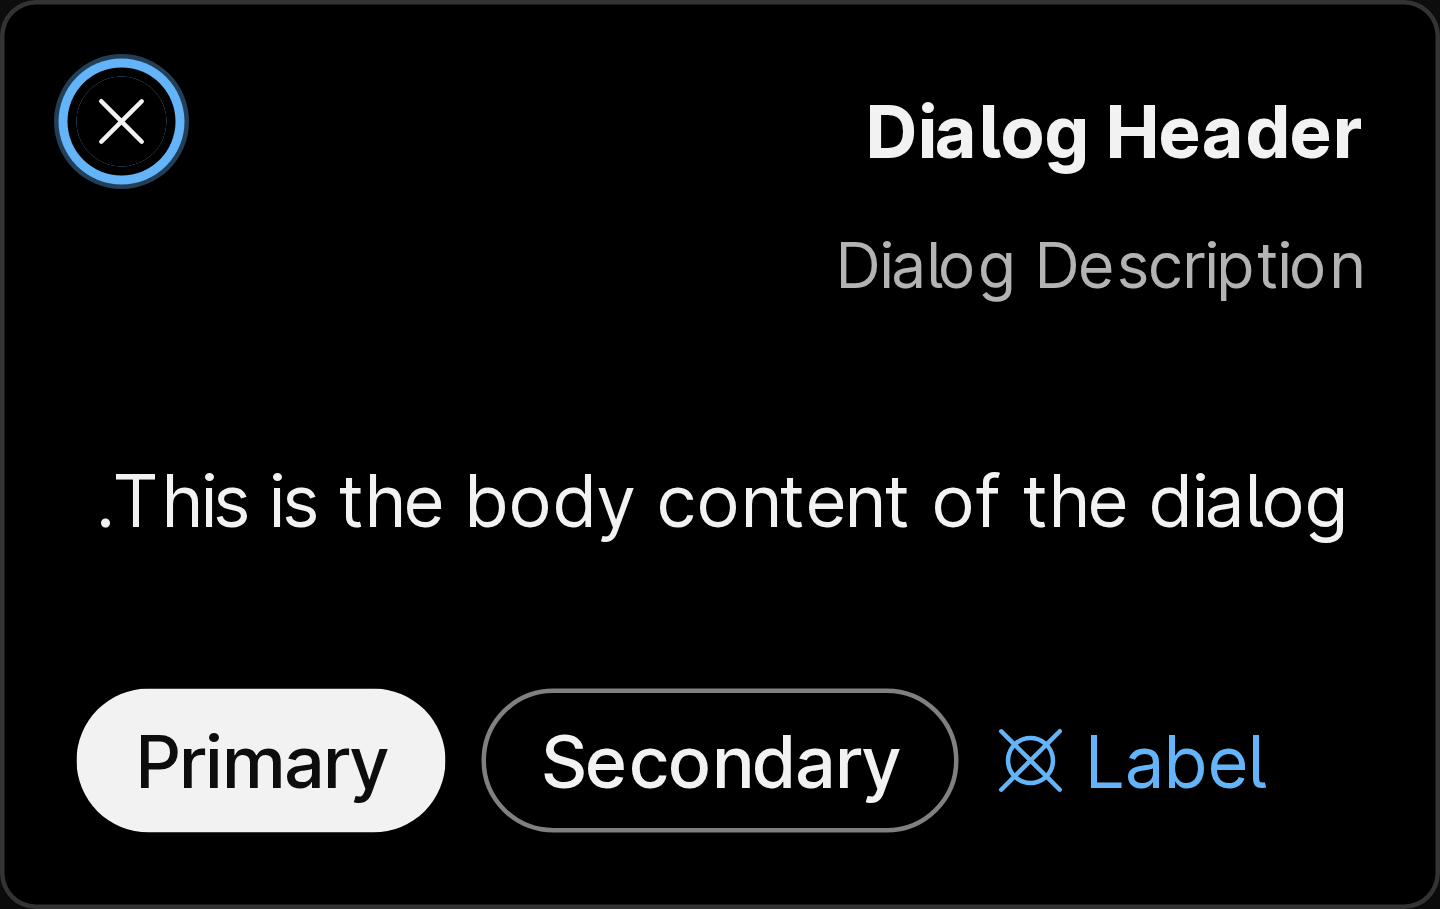 Dialog Header
Dialog Description
.This is the body content of the dialog
Primary
Secondary
Label